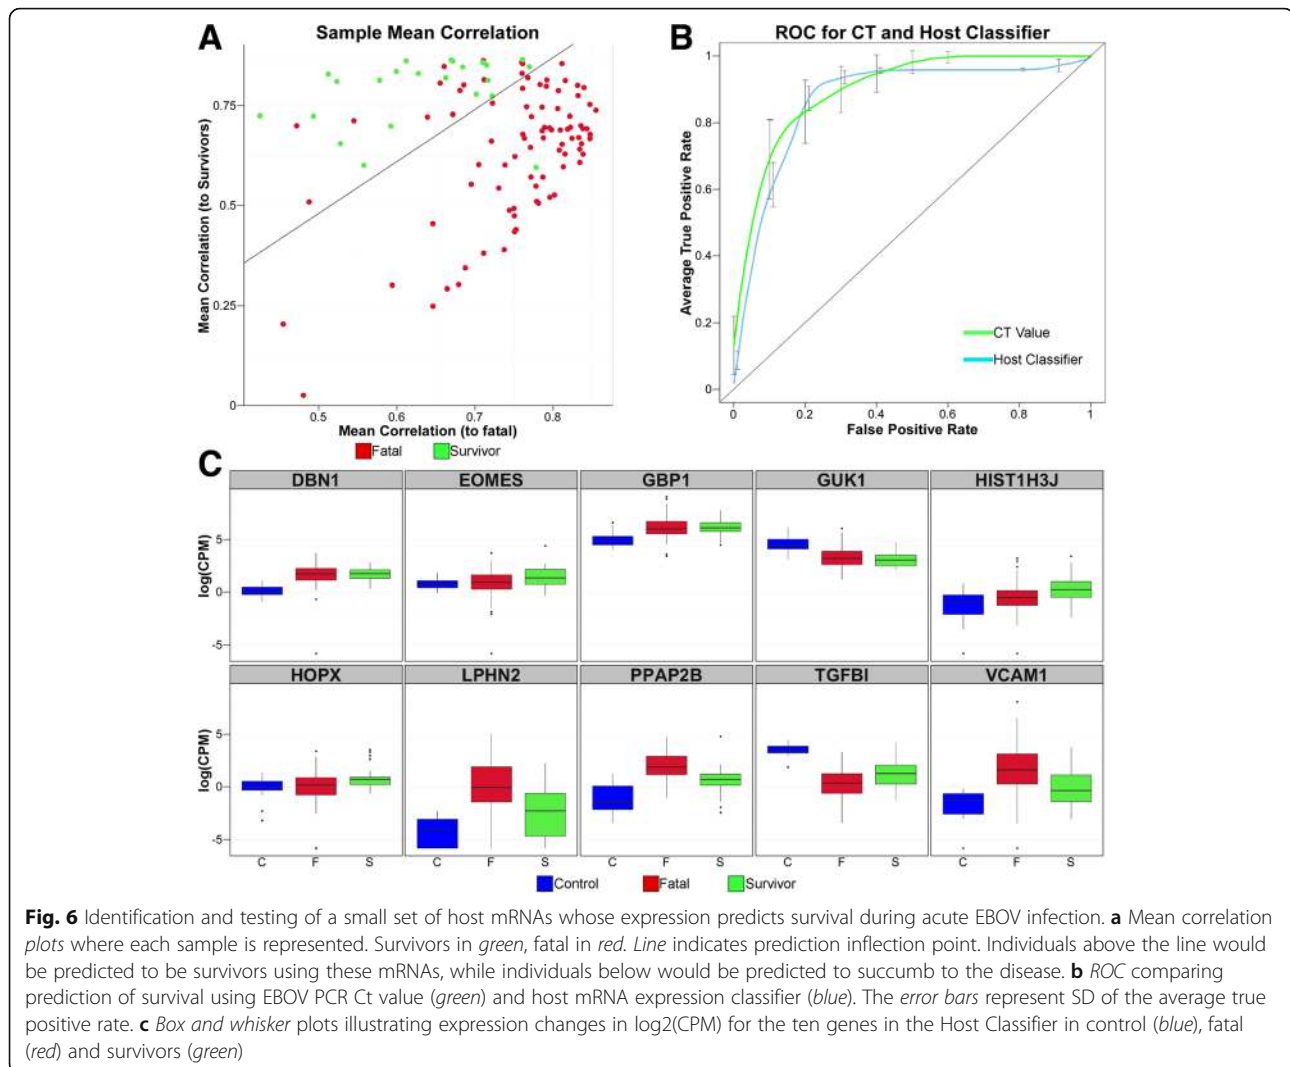 A
Sample Mean Correlation
Mean Correlation (to Survivors)
0.75
0.5
0.25
0
0.5 0.6 0.7 0.8
Mean Correlation (to fatal)
Fatal Survivor
B
ROC for CT and Host Classifier
Average True Positive Rate
1
0.8
0.6
0.4
0.2
0
CT Value
Host Classifier
0 0.2 0.4 0.6 0.8 1
False Positive Rate
C
DBN1 EOMES GBP1 GUK1 HIST1H3J
log(CPM)
5
0
-5
HOPX LPHN2 PPAP2B TGFBI VCAM1
log(CPM)
5
0
-5
C F S C F S C F S C F S C F S
Control Fatal Survivor
Fig. 6 Identification and testing of a small set of host mRNAs whose expression predicts survival during acute EBOV infection. a Mean correlation
plots where each sample is represented. Survivors in green, fatal in red. Line indicates prediction inflection point. Individuals above the line would
be predicted to be survivors using these mRNAs, while individuals below would be predicted to succumb to the disease. b ROC comparing
prediction of survival using EBOV PCR Ct value (green) and host mRNA expression classifier (blue). The error bars represent SD of the average true
positive rate. c Box and whisker plots illustrating expression changes in log2(CPM) for the ten genes in the Host Classifier in control (blue), fatal
(red) and survivors (green)